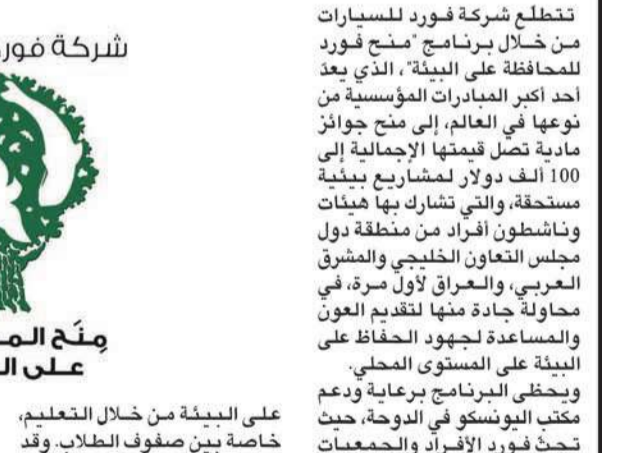 تتطلّع شركة فورد للسيارات
من خلال برنامج "منح فورد
للمحافظة على البيئة"، الذي يعدّ
أحد أكبر المبادرات المؤسسية من
نوعها في العالم، إلى منح جوائز
مادية تصل قيمتها الإجمالية إلى
100 ألف دولار لمشاريع بيئية
مستحقة، والتي تشارك بها هيئات
وناشطون أفراد من منطقة دول
مجلس التعاون الخليجي والمشرق
العربي، والعراق لأول مرة، في
محاولة جادة منها لتقديم العون
والمساعدة لجهود الحفاظ على
البيئة على المستوى المحلي.
ويحظى البرنامج برعاية ودعم
مكتب اليونسكو في الدوحة، حيث
تحثّ فورد الأفراد والجمعيات
شركة فورد
مِنَح
على
على البيئة من خلال التعليم،
خاصة بين صفوف الطلاب. وقد